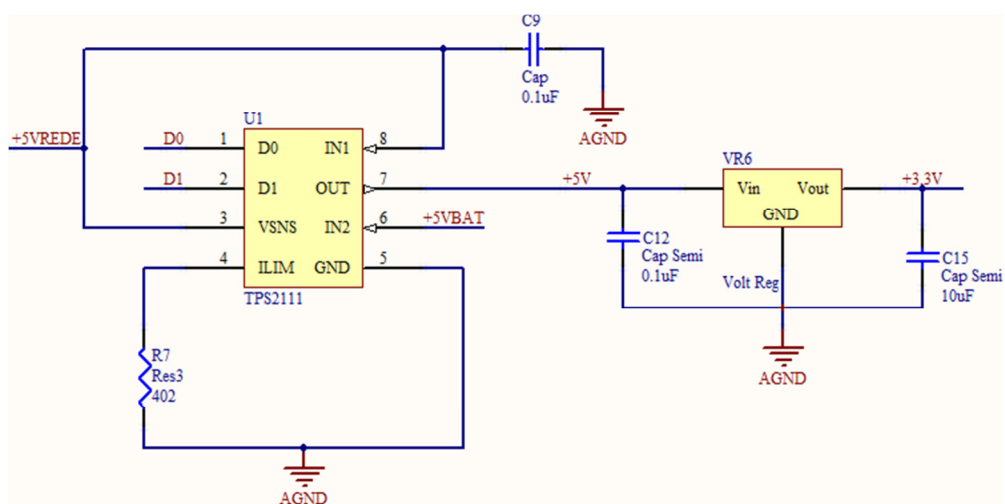 C9
Cap
0.1uF
AGND
+5VREDE
U1
D0
1
D0
IN1
8
D1
2
D1
OUT
7
+5V
3
VSNS
IN2
6
+5VBAT
4
ILIM
GND
5
TPS2111
VR6
Vin
Vout
GND
+3,3V
C12
Cap Semi
0.1uF
Volt Reg
C15
Cap Semi
10uF
AGND
R7
Res3
402
AGND